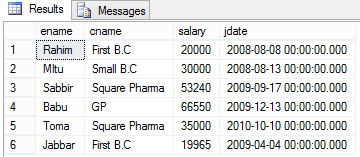 Results Messages
ename cname salary jdate
1 Rahim First B.C 20000 2008-08-08 00:00:00.000
2 Mltu Small B.C 30000 2008-08-13 00:00:00.000
3 Sabbir Square Pharma 53240 2009-09-17 00:00:00.000
4 Babu GP 66550 2009-12-13 00:00:00.000
5 Toma Square Pharma 35000 2010-10-10 00:00:00.000
6 Jabbar First B.C 19965 2009-04-04 00:00:00.000